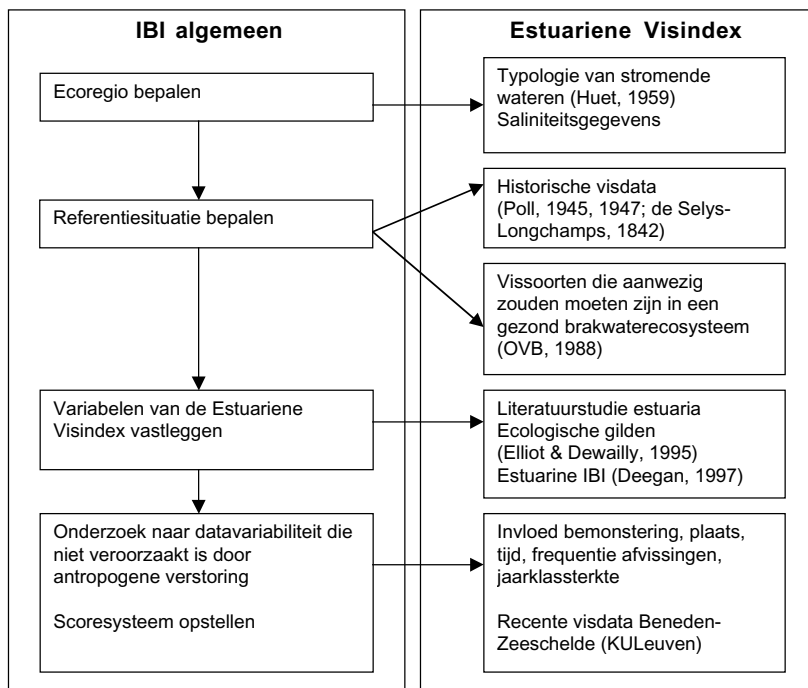 IBI algemeen
Ecoregio bepalen
Referentiesituatie bepalen
Variabelen van de Estuariene
Visindex vastleggen
Onderzoek naar datavariabiliteit die
niet veroorzaakt is door
antropogene verstoring
Scoresysteem opstellen
Estuariene Visindex
Typologie van stromende
wateren (Huet, 1959)
Saliniteitsgegevens
Historische visdata
(Poll, 1945, 1947; de Selys-
Longchamps, 1842)
Vissoorten die aanwezig
zouden moeten zijn in een
gezond brakwaterecosysteem
(OVB, 1988)
Literatuurstudie estuaria
Ecologische gilden
(Elliot & Dewailly, 1995)
Estuarine IBI (Deegan, 1997)
Invloed bemonstering, plaats,
tijd, frequentie afvissingen,
jaarklassterkte
Recente visdata Beneden-
Zeeschelde (KULeuven)